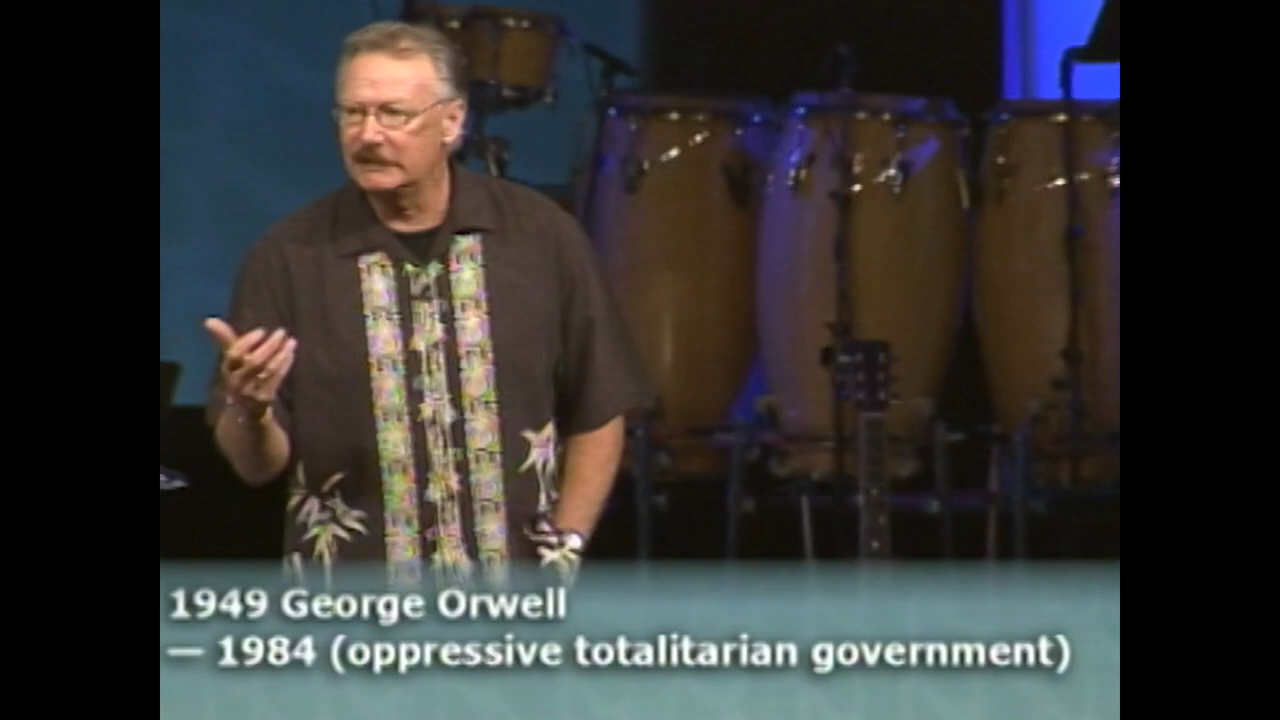 1949 George Orwell
— 1984 (oppressive totalitarian government)